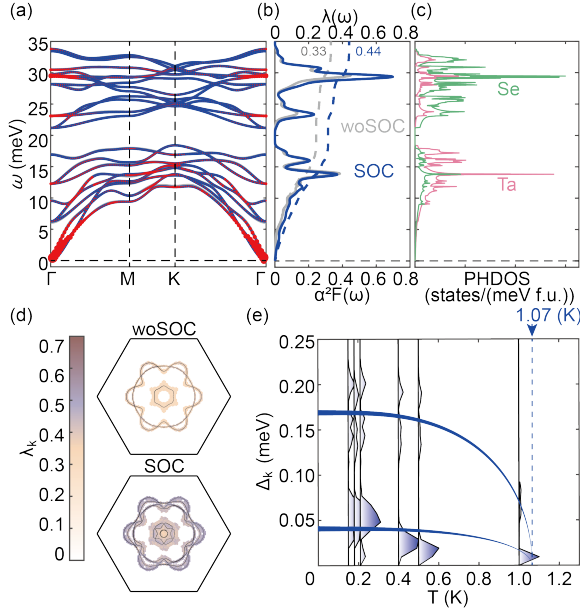 (a)
(b)
λ(ω)
(c)
0 0.2 0.4 0.6 0.8
35
30
25
20
15
10
5
0
ω (meV)
Γ M K Γ
0.33
0.44
woSOC
SOC
0 0.2 0.4 0.6 0.8
α²F(ω)
Se
Ta
PHDOS
(states/(meV f.u.)
(d)
woSOC
SOC
0.7
0.6
0.5
0.4
0.3
0.2
0.1
0
λk
(e)
1.07 (K)
0.25
0.20
0.15
0.10
0.05
0
Δk (meV)
0.0 0.2 0.4 0.6 0.8 1.0 1.2
T (K)